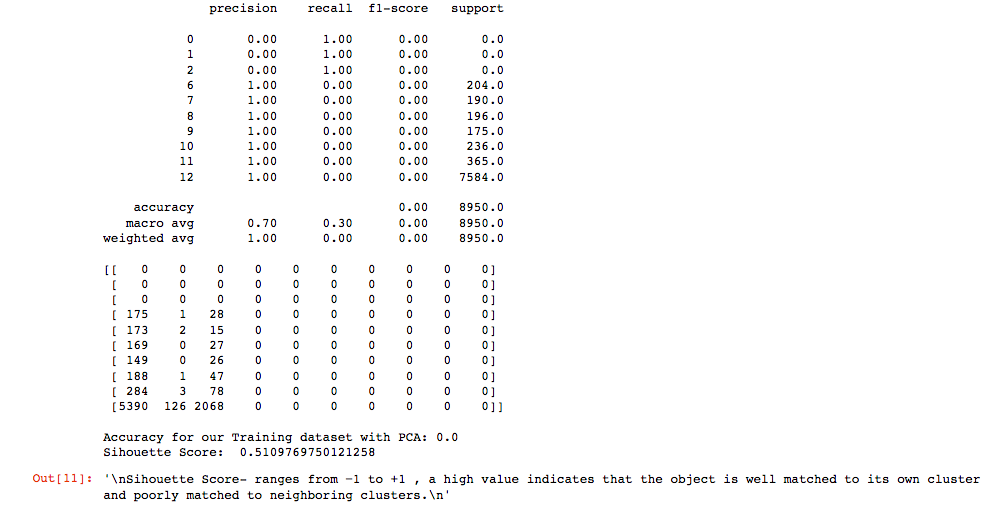 precision recall f1-score support
0 0.00 1.00 0.00 0.0
1 0.00 1.00 0.00 0.0
2 0.00 1.00 0.00 0.0
6 1.00 0.00 0.00 204.0
7 1.00 0.00 0.00 190.0
8 1.00 0.00 0.00 196.0
9 1.00 0.00 0.00 175.0
10 1.00 0.00 0.00 236.0
11 1.00 0.00 0.00 365.0
12 1.00 0.00 0.00 7584.0
accuracy 0.00 8950.0
macro avg 0.70 0.30 0.00 8950.0
weighted avg 1.00 0.00 0.00 8950.0
[[ 0 0 0 0 0 0 0 0 0 0]
[ 0 0 0 0 0 0 0 0 0 0]
[ 0 0 0 0 0 0 0 0 0 0]
[ 175 1 28 0 0 0 0 0 0 0]
[ 173 2 15 0 0 0 0 0 0 0]
[ 169 0 27 0 0 0 0 0 0 0]
[ 149 0 26 0 0 0 0 0 0 0]
[ 188 1 47 0 0 0 0 0 0 0]
[ 284 3 78 0 0 0 0 0 0 0]
[5390 126 2068 0 0 0 0 0 0 0]]
Accuracy for our Training dataset with PCA: 0.0
Sihouette Score: 0.5109769750121258
Out[11]: '\nSihouette Score- ranges from −1 to +1 , a high value indicates that the object is well matched to its own cluster
and poorly matched to neighboring clusters.\n'